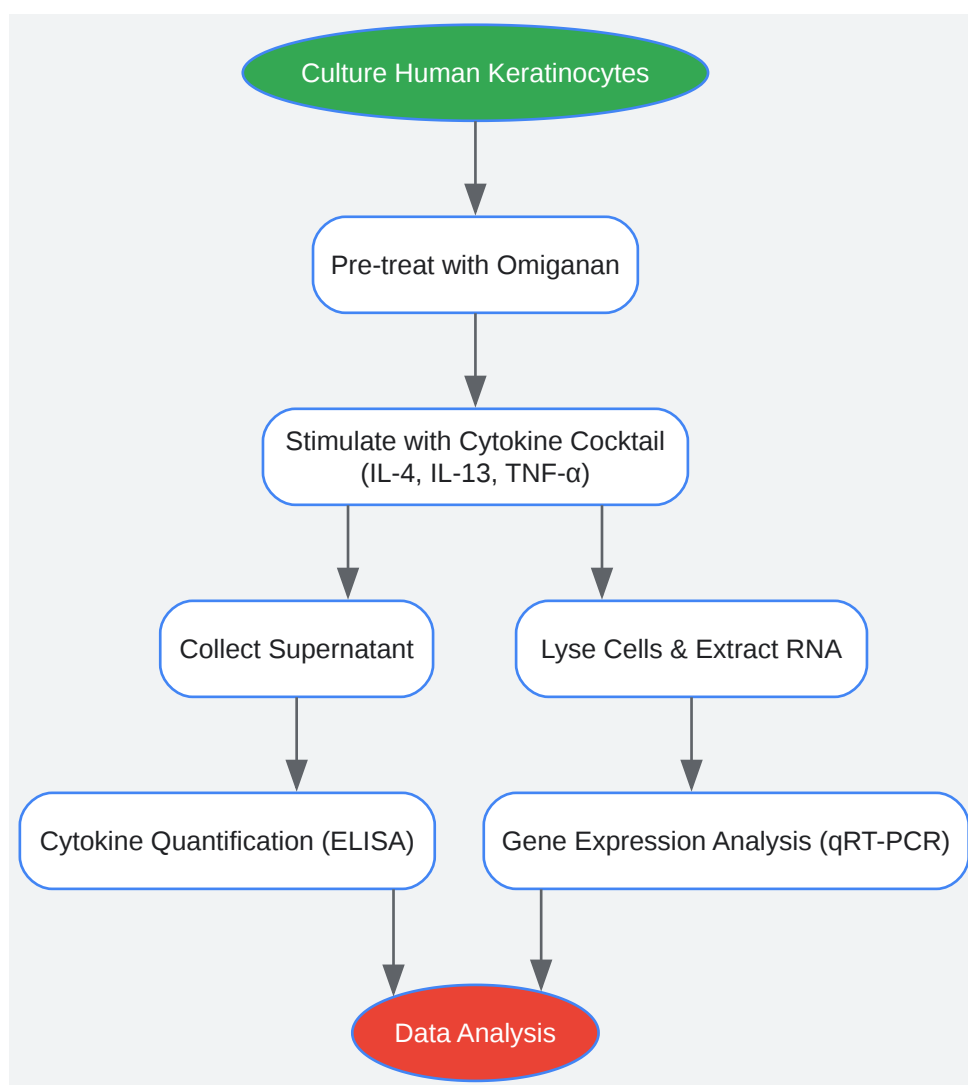 Culture Human Keratinocytes
Pre-treat with Omiganan
Stimulate with Cytokine Cocktail
(IL-4, IL-13, TNF-α)
Collect Supernatant
Lyse Cells & Extract RNA
Cytokine Quantification (ELISA)
Gene Expression Analysis (qRT-PCR)
Data Analysis